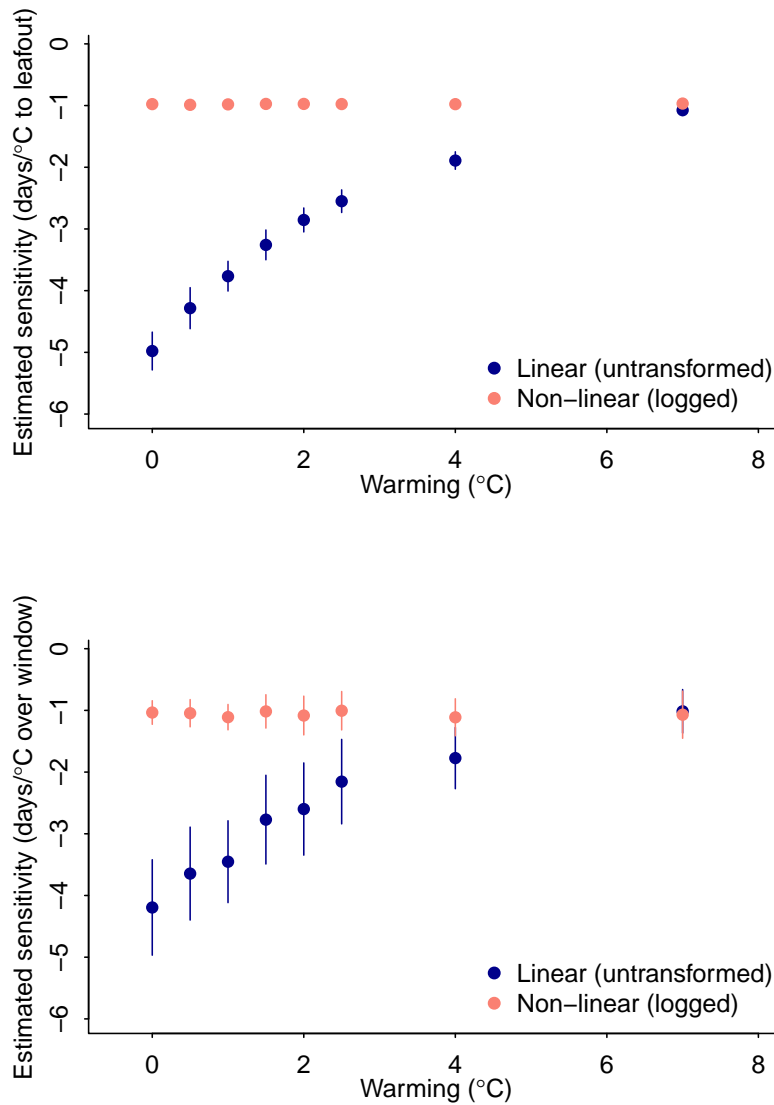 Estimated sensitivity (days/°C to leafout)
0
−1
−2
−3
−4
−5
−6
Linear (untransformed)
Non−linear (logged)
0 2 4 6 8
Warming (°C)
Estimated sensitivity (days/°C over window)
0
−1
−2
−3
−4
−5
−6
Linear (untransformed)
Non−linear (logged)
0 2 4 6 8
Warming (°C)